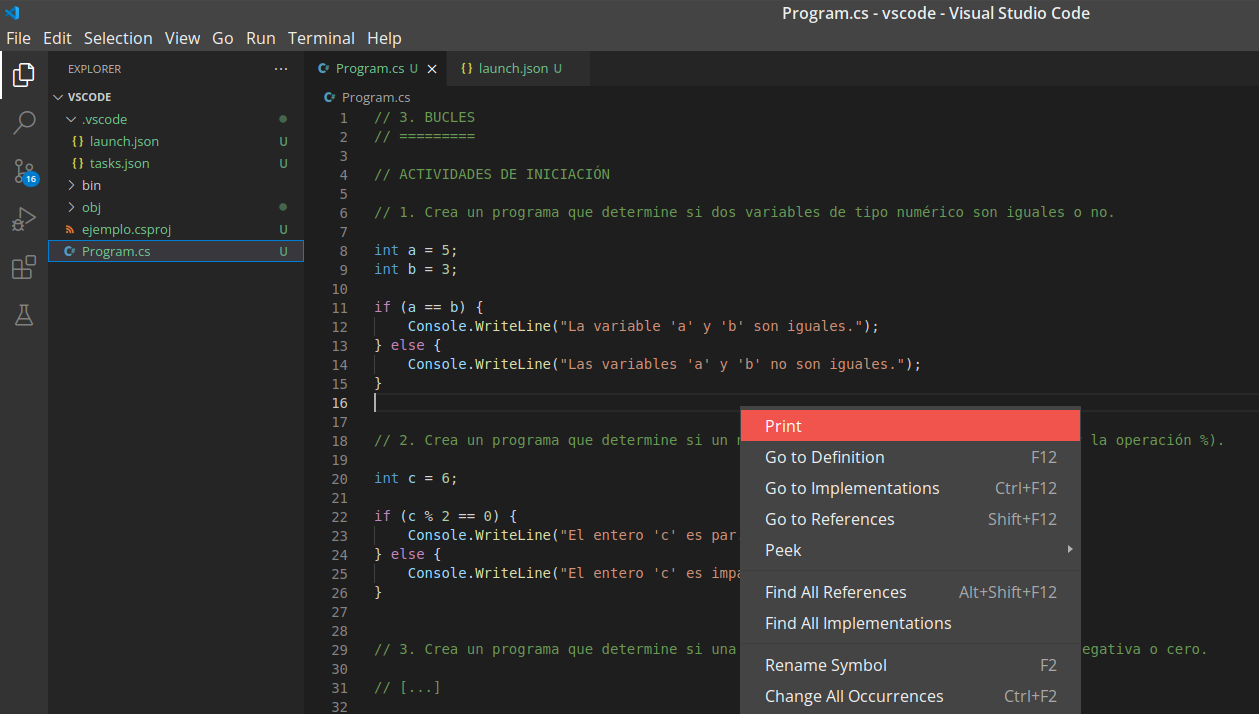 Program.cs - vscode - Visual Studio Code
File Edit Selection View Go Run Terminal Help
EXPLORER ···
VSCODE
.vscode
{} launch.json U
{} tasks.json U
16
bin
obj
ejemplo.csproj U
C# Program.cs U
C# Program.cs U ×
{} launch.json U
C# Program.cs
1 // 3. BUCLES
2 // =========
3
4 // ACTIVIDADES DE INICIACIÓN
5
6 // 1. Crea un programa que determine si dos variables de tipo numérico son iguales o no.
7
8 int a = 5;
9 int b = 3;
10
11 if (a == b) {
12 Console.WriteLine("La variable 'a' y 'b' son iguales.");
13 } else {
14 Console.WriteLine("Las variables 'a' y 'b' no son iguales.");
15 }
16
17
18 // 2. Crea un programa que determine si un la operación %).
19
20 int c = 6;
21
22 if (c % 2 == 0) {
23 Console.WriteLine("El entero 'c' es par
24 } else {
25 Console.WriteLine("El entero 'c' es impa
26 }
27
28
29 // 3. Crea un programa que determine si una egativa o cero.
30
31 // [...]
32
Print
Go to Definition F12
Go to Implementations Ctrl+F12
Go to References Shift+F12
Peek
Find All References Alt+Shift+F12
Find All Implementations
Rename Symbol F2
Change All Occurrences Ctrl+F2